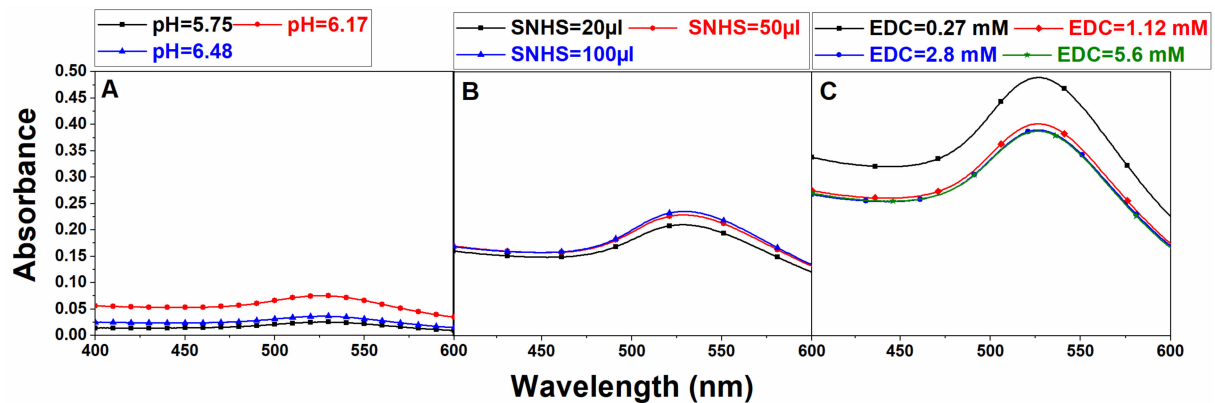 pH=5.75 pH=6.17
pH=6.48
SNHS=20µl SNHS=50µl
SNHS=100µl
EDC=0.27 mM EDC=1.12 mM
EDC=2.8 mM EDC=5.6 mM
A
B
C
Absorbance
0.50
0.45
0.40
0.35
0.30
0.25
0.20
0.15
0.10
0.05
0.00
400 450 500 550 600 450 500 550 600 450 500 550 600
Wavelength (nm)